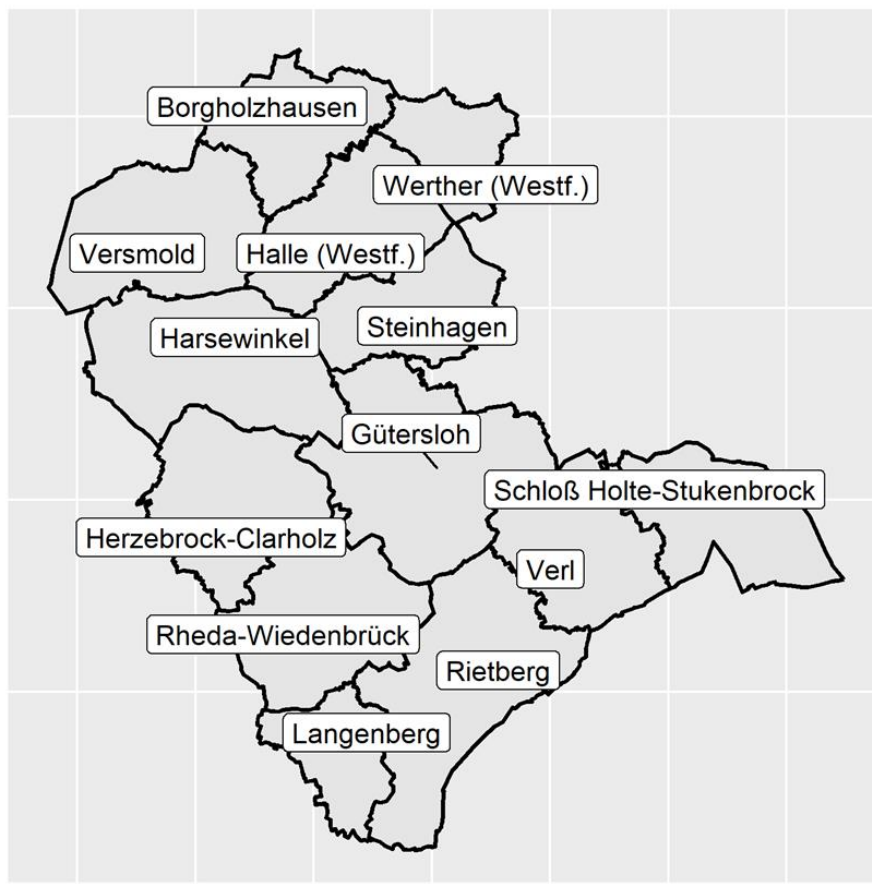 Borgholzhausen
Werther (Westf.)
Versmold
Halle (Westf.)
Steinhagen
Harsewinkel
Gütersloh
Schloß Holte-Stukenbrock
Herzebrock-Clarholz
Verl
Rheda-Wiedenbrück
Rietberg
Langenberg